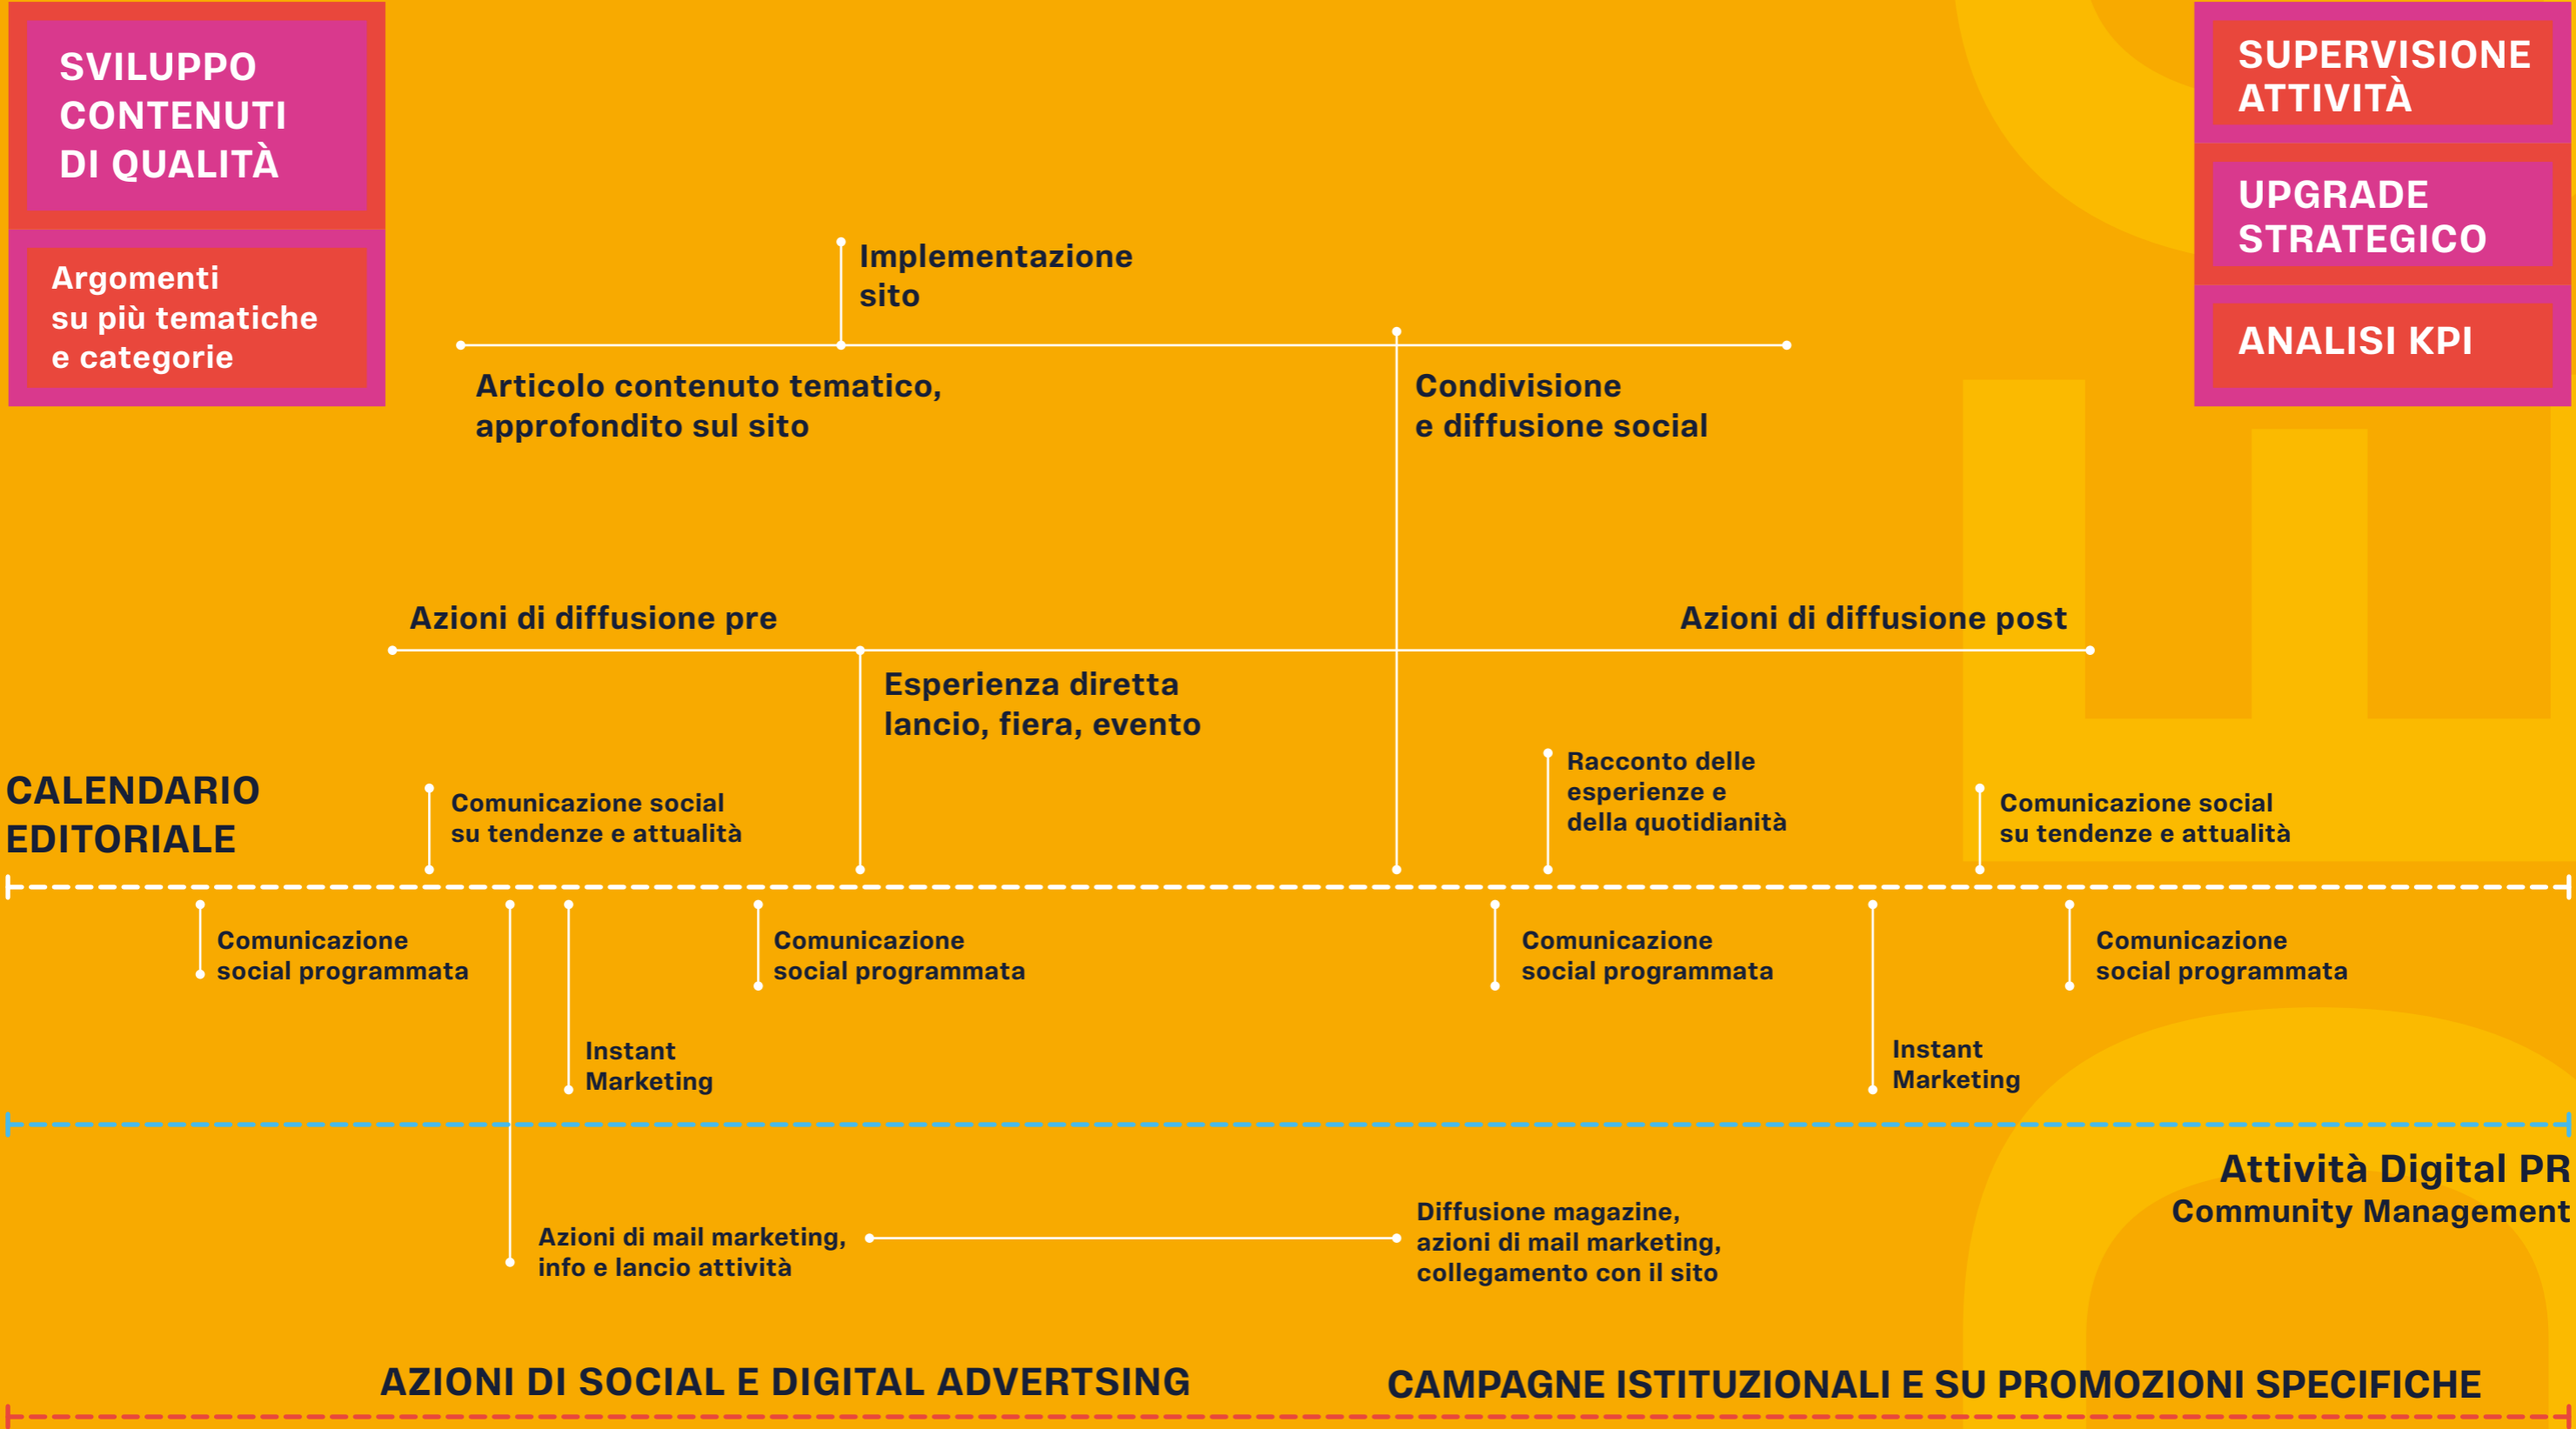 SVILUPPO
CONTENUTI
DI QUALITÀ
Argomenti
su più tematiche
e categorie
SUPERVISIONE
ATTIVITÀ
UPGRADE
STRATEGICO
ANALISI KPI
Implementazione
sito
Articolo contenuto tematico,
approfondito sul sito
Condivisione
e diffusione social
Azioni di diffusione pre
Azioni di diffusione post
Esperienza diretta
lancio, fiera, evento
CALENDARIO
EDITORIALE
Comunicazione social
su tendenze e attualità
Racconto delle
esperienze e
della quotidianità
Comunicazione social
su tendenze e attualità
Comunicazione
social programmata
Comunicazione
social programmata
Comunicazione
social programmata
Comunicazione
social programmata
Instant
Marketing
Instant
Marketing
Attività Digital PR
Community Management
Azioni di mail marketing,
info e lancio attività
Diffusione magazine,
azioni di mail marketing,
collegamento con il sito
AZIONI DI SOCIAL E DIGITAL ADVERTSING
CAMPAGNE ISTITUZIONALI E SU PROMOZIONI SPECIFICHE